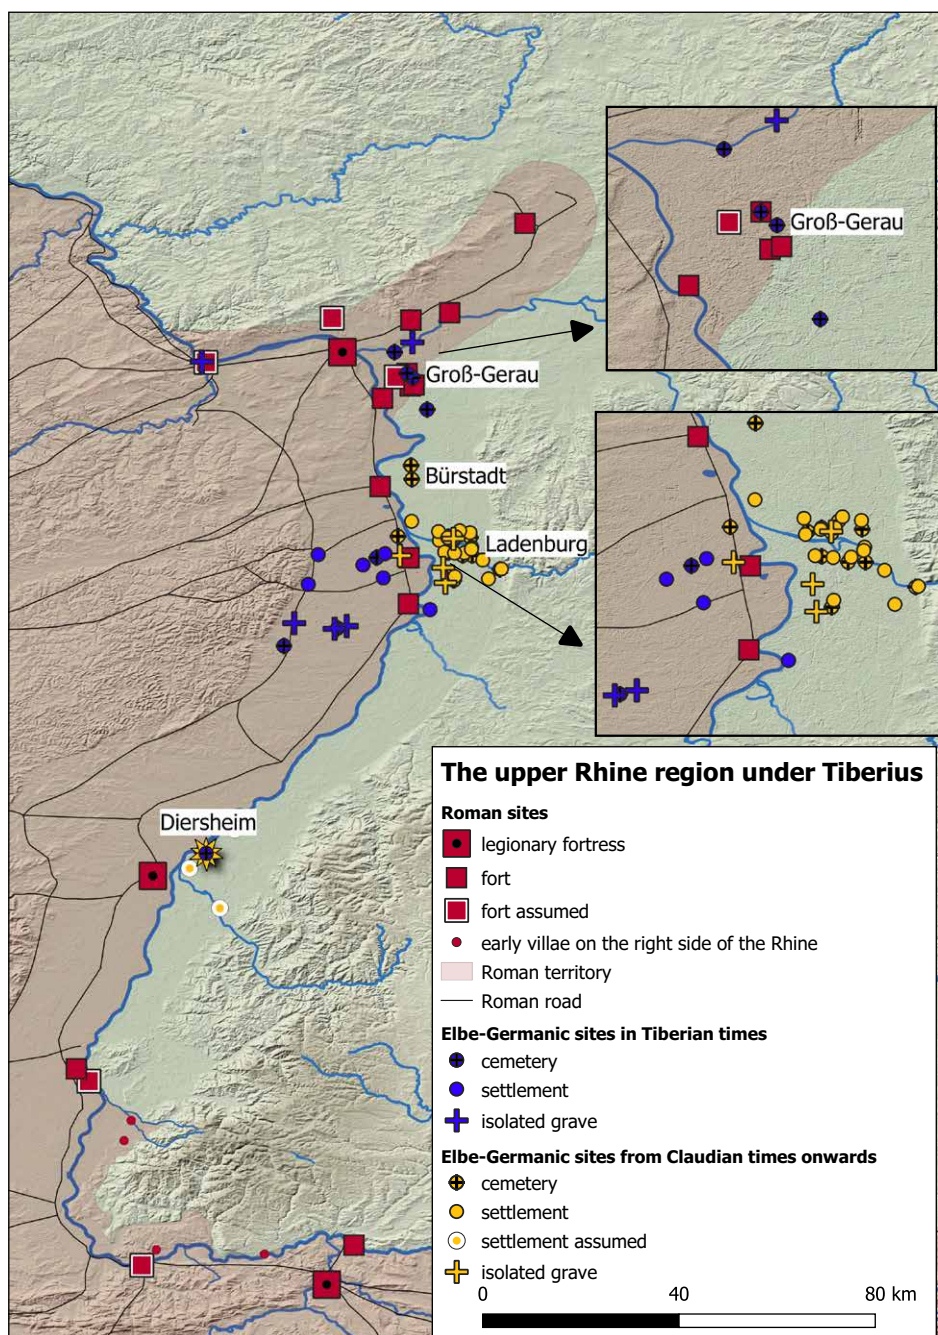 Groß-Gerau
Groß-Gerau
Bürstadt
Ladenburg
Diersheim
The upper Rhine region under Tiberius
Roman sites
legionary fortress
fort
fort assumed
early villae on the right side of the Rhine
Roman territory
Roman road
Elbe-Germanic sites in Tiberian times
cemetery
settlement
isolated grave
Elbe-Germanic sites from Claudian times onwards
cemetery
settlement
settlement assumed
isolated grave
0 40 80 km